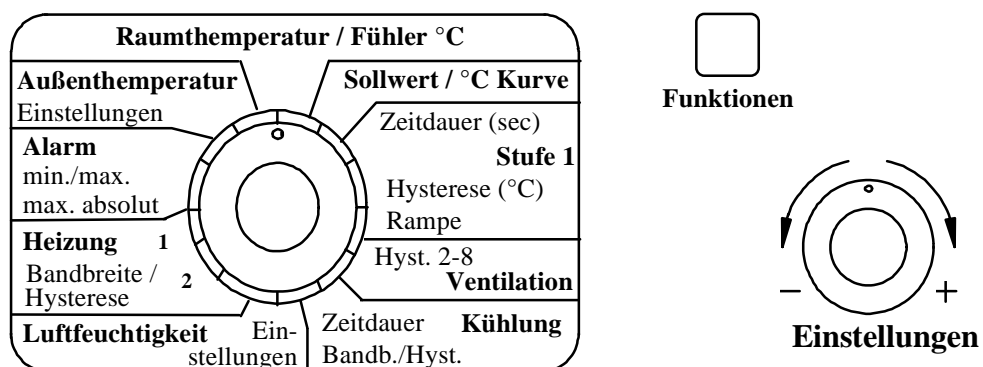 Raumthemperatur / Fühler °C
Außenthemperatur
Einstellungen
Alarm
min./max.
max. absolut
Heizung 1
Bandbreite / 2
Hysterese
Luftfeuchtigkeit Ein-
stellungen
Sollwert / °C Kurve
Zeitdauer (sec)
Stufe 1
Hysterese (°C)
Rampe
Hyst. 2-8
Ventilation
Zeitdauer Kühlung
Bandb./Hyst.
Funktionen
– +
Einstellungen